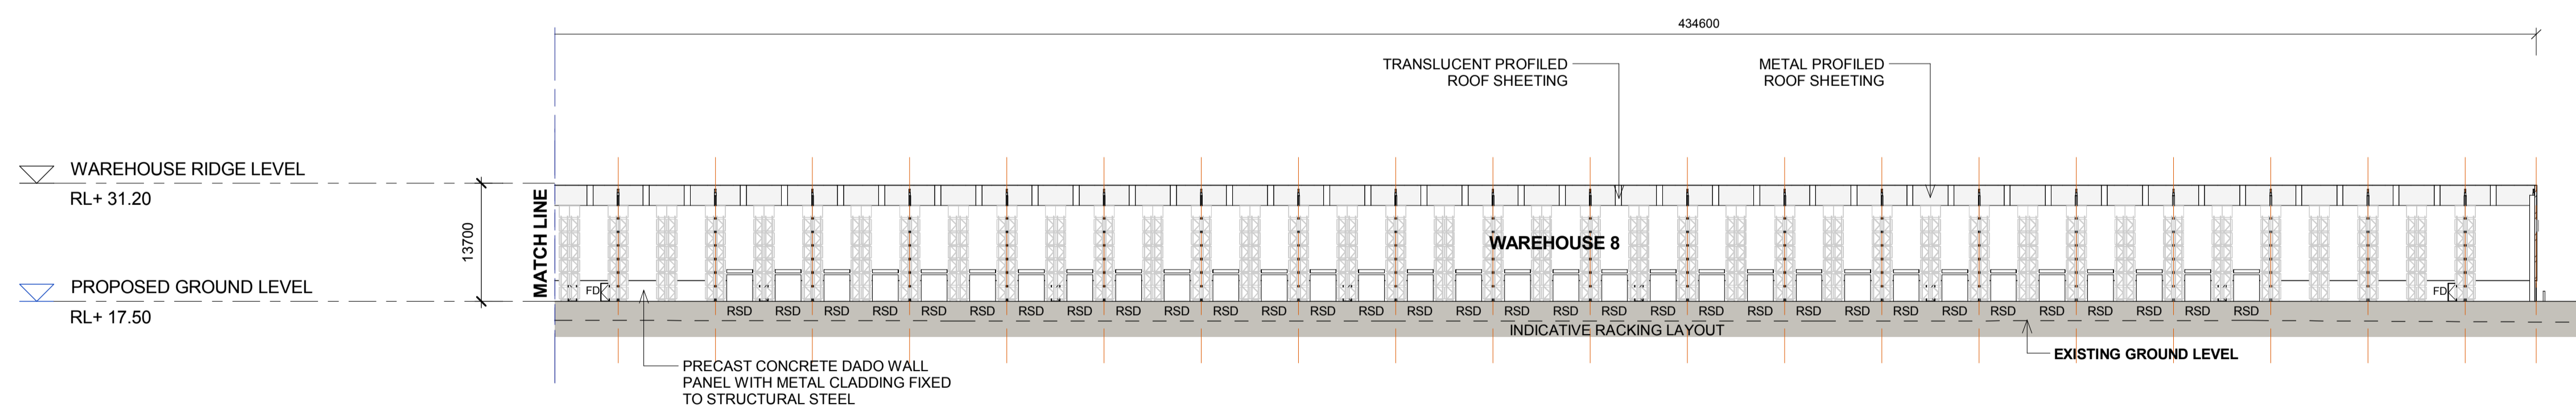 434600
TRANSLUCENT PROFILED
ROOF SHEETING
METAL PROFILED
ROOF SHEETING
WAREHOUSE RIDGE LEVEL
RL+ 31.20
13700
MATCH LINE
WAREHOUSE 8
PROPOSED GROUND LEVEL
RL+ 17.50
FD
FD
RSD RSD RSD RSD RSD RSD RSD RSD RSD RSD RSD RSD RSD RSD RSD RSD RSD RSD RSD RSD RSD RSD RSD RSD RSD RSD RSD RSD RSD RSD RSD RSD
INDICATIVE RACKING LAYOUT
EXISTING GROUND LEVEL
PRECAST CONCRETE DADO WALL
PANEL WITH METAL CLADDING FIXED
TO STRUCTURAL STEEL